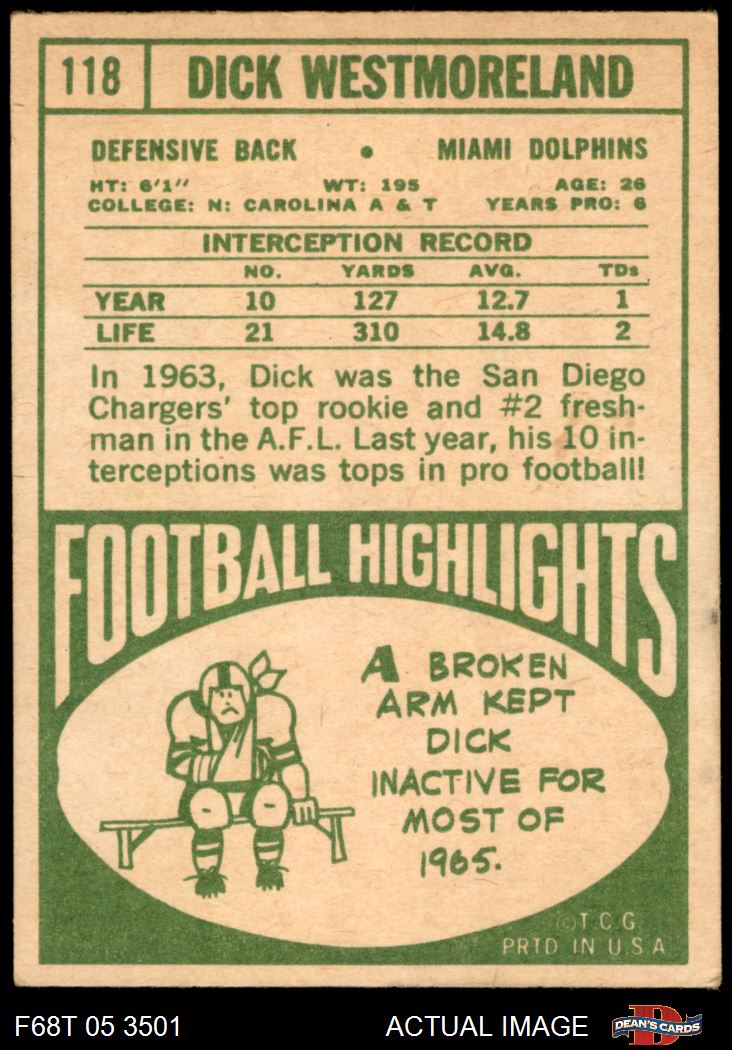 118 DICK WESTMORELAND
DEFENSIVE BACK • MIAMI DOLPHINS
HT: 6'1" WT: 195 AGE: 26
COLLEGE: N: CAROLINA A & T YEARS PRO: 6
INTERCEPTION RECORD
NO. YARDS AVG. TDs
YEAR 10 127 12.7 1
LIFE 21 310 14.8 2
In 1963, Dick was the San Diego
Chargers' top rookie and #2 fresh-
man in the A.F.L. Last year, his 10 in-
terceptions was tops in pro football!
FOOTBALL HIGHLIGHTS
A BROKEN
ARM KEPT
DICK
INACTIVE FOR
MOST OF
1965.
© T.C.G.
PRTD IN U.S.A
F68T 05 3501 ACTUAL IMAGE DEAN'S CARDS